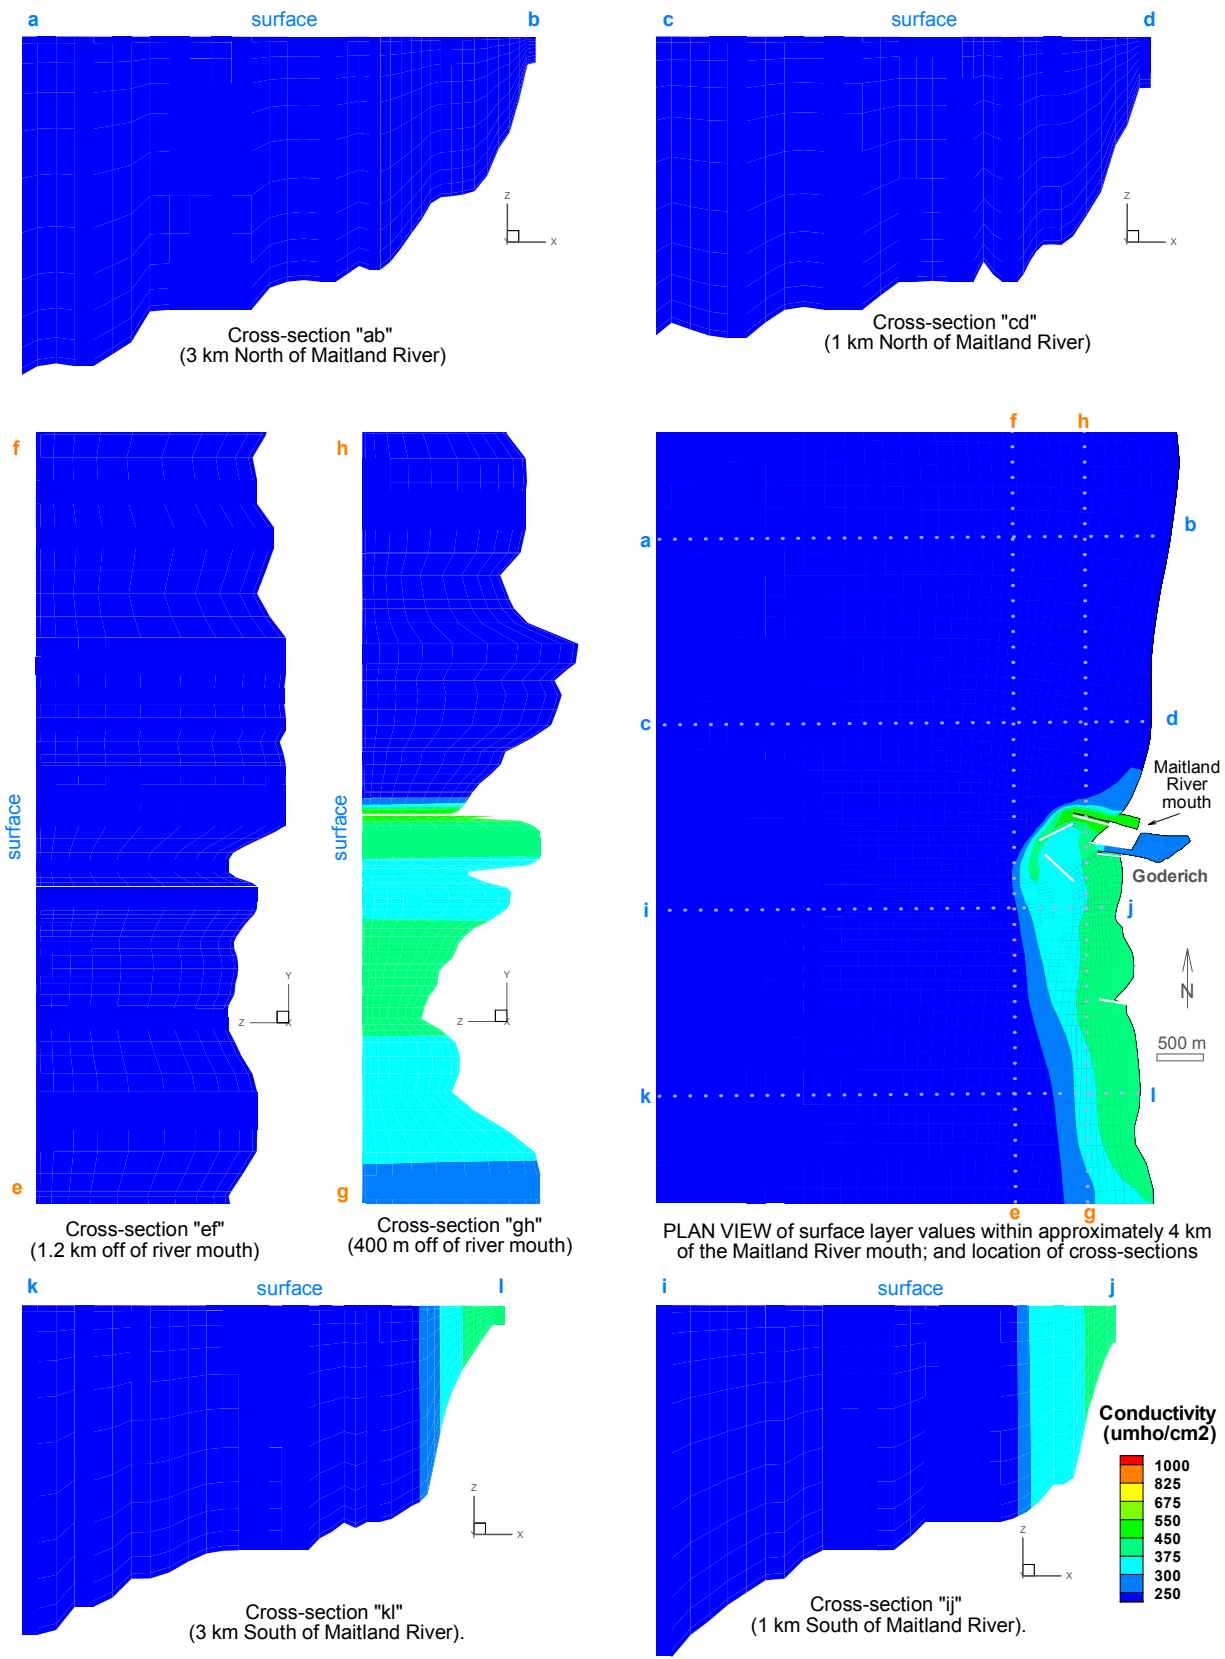 a surface b
c surface d
Z
X
Y
Z
X
Y
Cross-section "ab"
(3 km North of Maitland River)
Cross-section "cd"
(1 km North of Maitland River)
f
surface
e
Y
Z
X
Cross-section "ef"
(1.2 km off of river mouth)
h
surface
g
Y
Z
X
Cross-section "gh"
(400 m off of river mouth)
f h
a b
c d
Maitland
River
mouth
Goderich
i j
N
500 m
k l
e g
PLAN VIEW of surface layer values within approximately 4 km
of the Maitland River mouth; and location of cross-sections
k surface l
Z
X
Y
Cross-section "kl"
(3 km South of Maitland River).
i surface j
Z
X
Y
Cross-section "ij"
(1 km South of Maitland River).
Conductivity
(umho/cm2)
1000
825
675
550
450
375
300
250